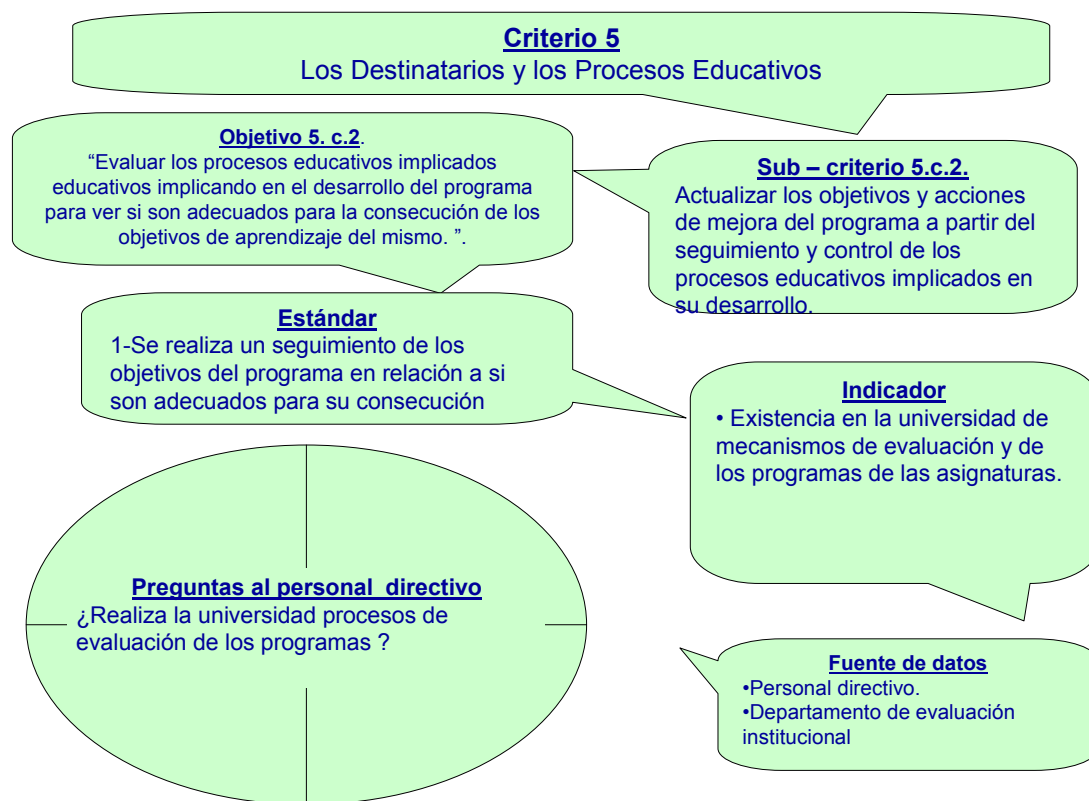 Criterio 5
Los Destinatarios y los Procesos Educativos
Objetivo 5. c.2.
“Evaluar los procesos educativos implicados
educativos implicando en el desarrollo del programa
para ver si son adecuados para la consecución de los
objetivos de aprendizaje del mismo. ”.
Sub – criterio 5.c.2.
Actualizar los objetivos y acciones
de mejora del programa a partir del
seguimiento y control de los
procesos educativos implicados en
su desarrollo.
Estándar
1-Se realiza un seguimiento de los
objetivos del programa en relación a si
son adecuados para su consecución
Indicador
• Existencia en la universidad de
mecanismos de evaluación y de
los programas de las asignaturas.
Preguntas al personal directivo
¿Realiza la universidad procesos de
evaluación de los programas ?
Fuente de datos
•Personal directivo.
•Departamento de evaluación
institucional